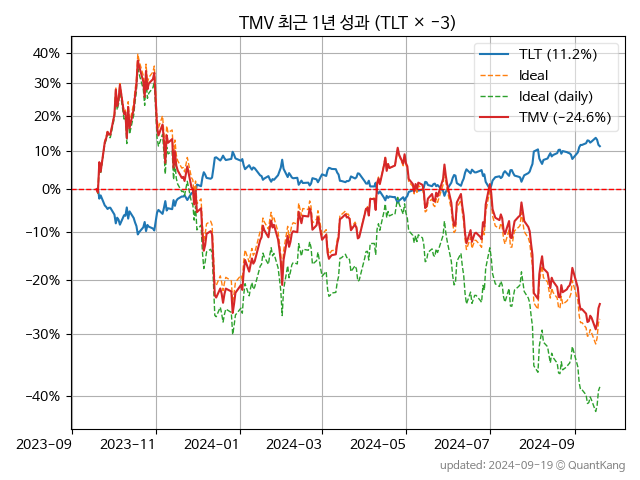 TMV 최근 1년 성과 (TLT × −3)
TLT (11.2%)
Ideal
Ideal (daily)
TMV (−24.6%)
40%
30%
20%
10%
0%
−10%
−20%
−30%
−40%
2023-09
2023-11
2024-01
2024-03
2024-05
2024-07
2024-09
updated: 2024-09-19 © QuantKang